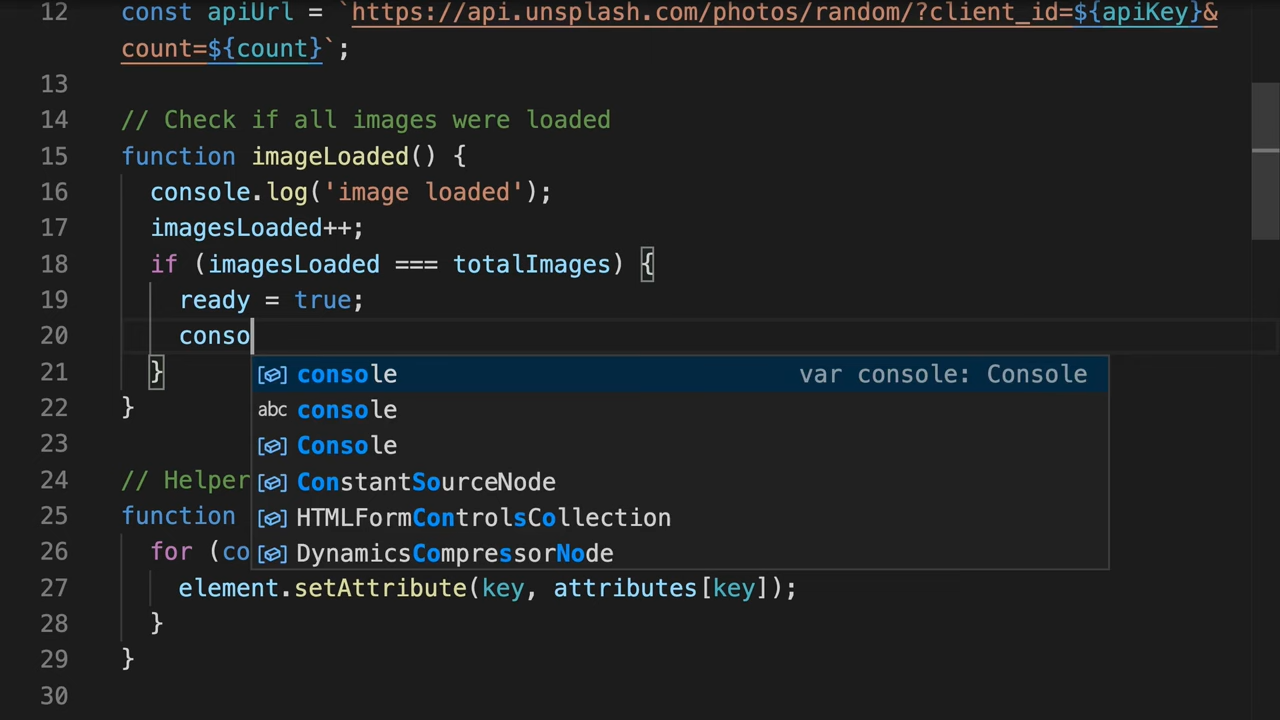 12 const apiUrl = `https://api.unsplash.com/photos/random/?client_id=${apiKey}&
count=${count}`;
13
14 // Check if all images were loaded
15 function imageLoaded() {
16 console.log('image loaded');
17 imagesLoaded++;
18 if (imagesLoaded === totalImages) {
19 ready = true;
20 conso
21 }
console var console: Console
22 }
abc console
23
Console
24 // Helper
ConstantSourceNode
25 function
HTMLFormControlsCollection
26 for (co
DynamicsCompressorNode
27 element.setAttribute(key, attributes[key]);
28 }
29 }
30